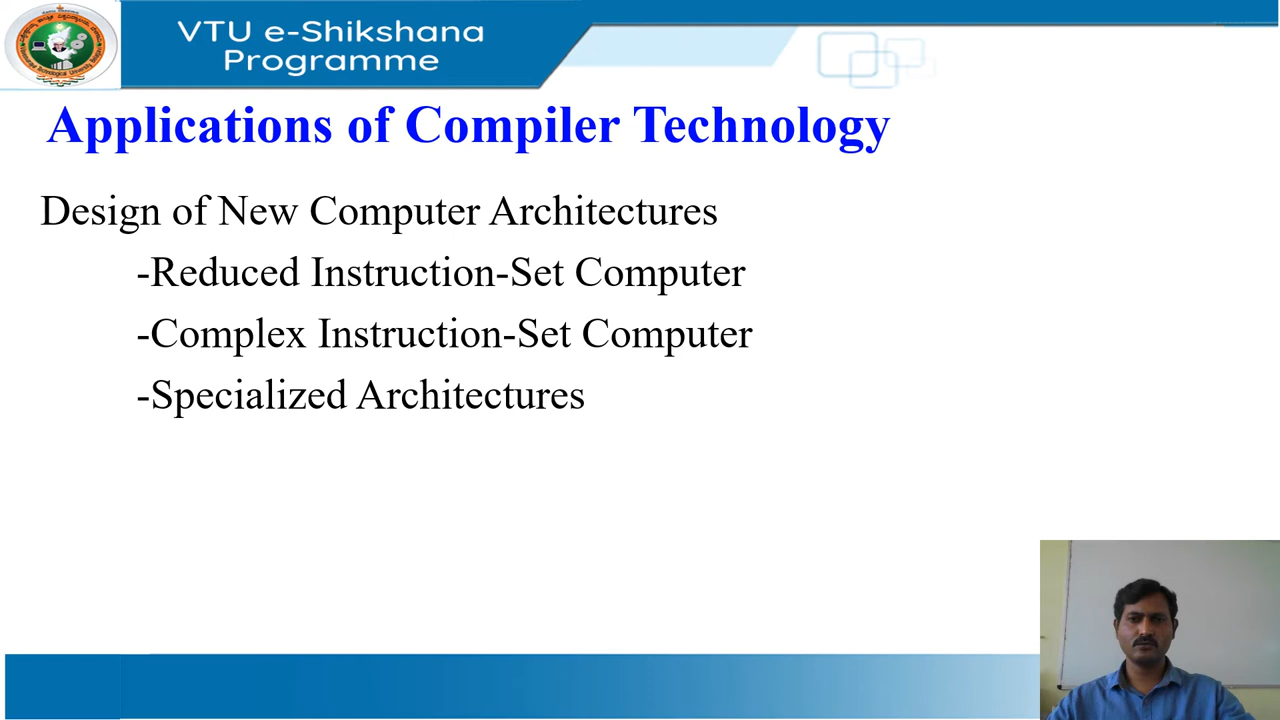 VTU e-Shikshana
Programme
Applications of Compiler Technology
Design of New Computer Architectures
-Reduced Instruction-Set Computer
-Complex Instruction-Set Computer
-Specialized Architectures